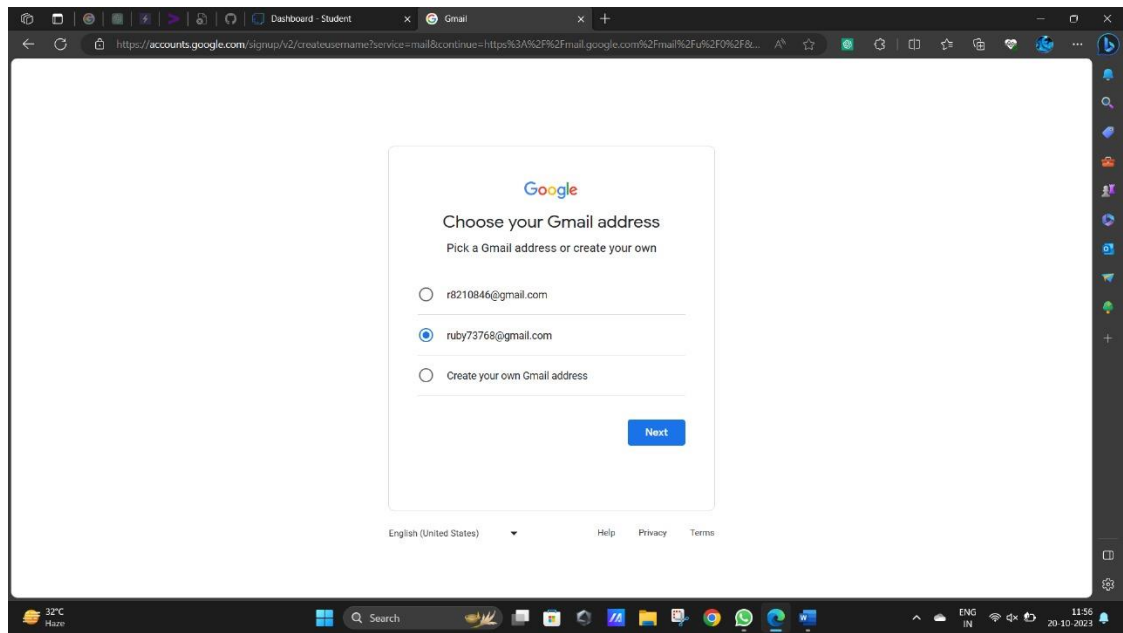 Dashboard - Student
Gmail
https://accounts.google.com/signup/v2/createusername?service=mail&continue=https%3A%2F%2Fmail.google.com%2Fmail%2Fu%2F0%2F&...
Google
Choose your Gmail address
Pick a Gmail address or create your own
r8210846@gmail.com
ruby73768@gmail.com
Create your own Gmail address
Next
English (United States)
Help Privacy Terms
32°C
Haze
Search
ENG
IN
11:56
20-10-2023